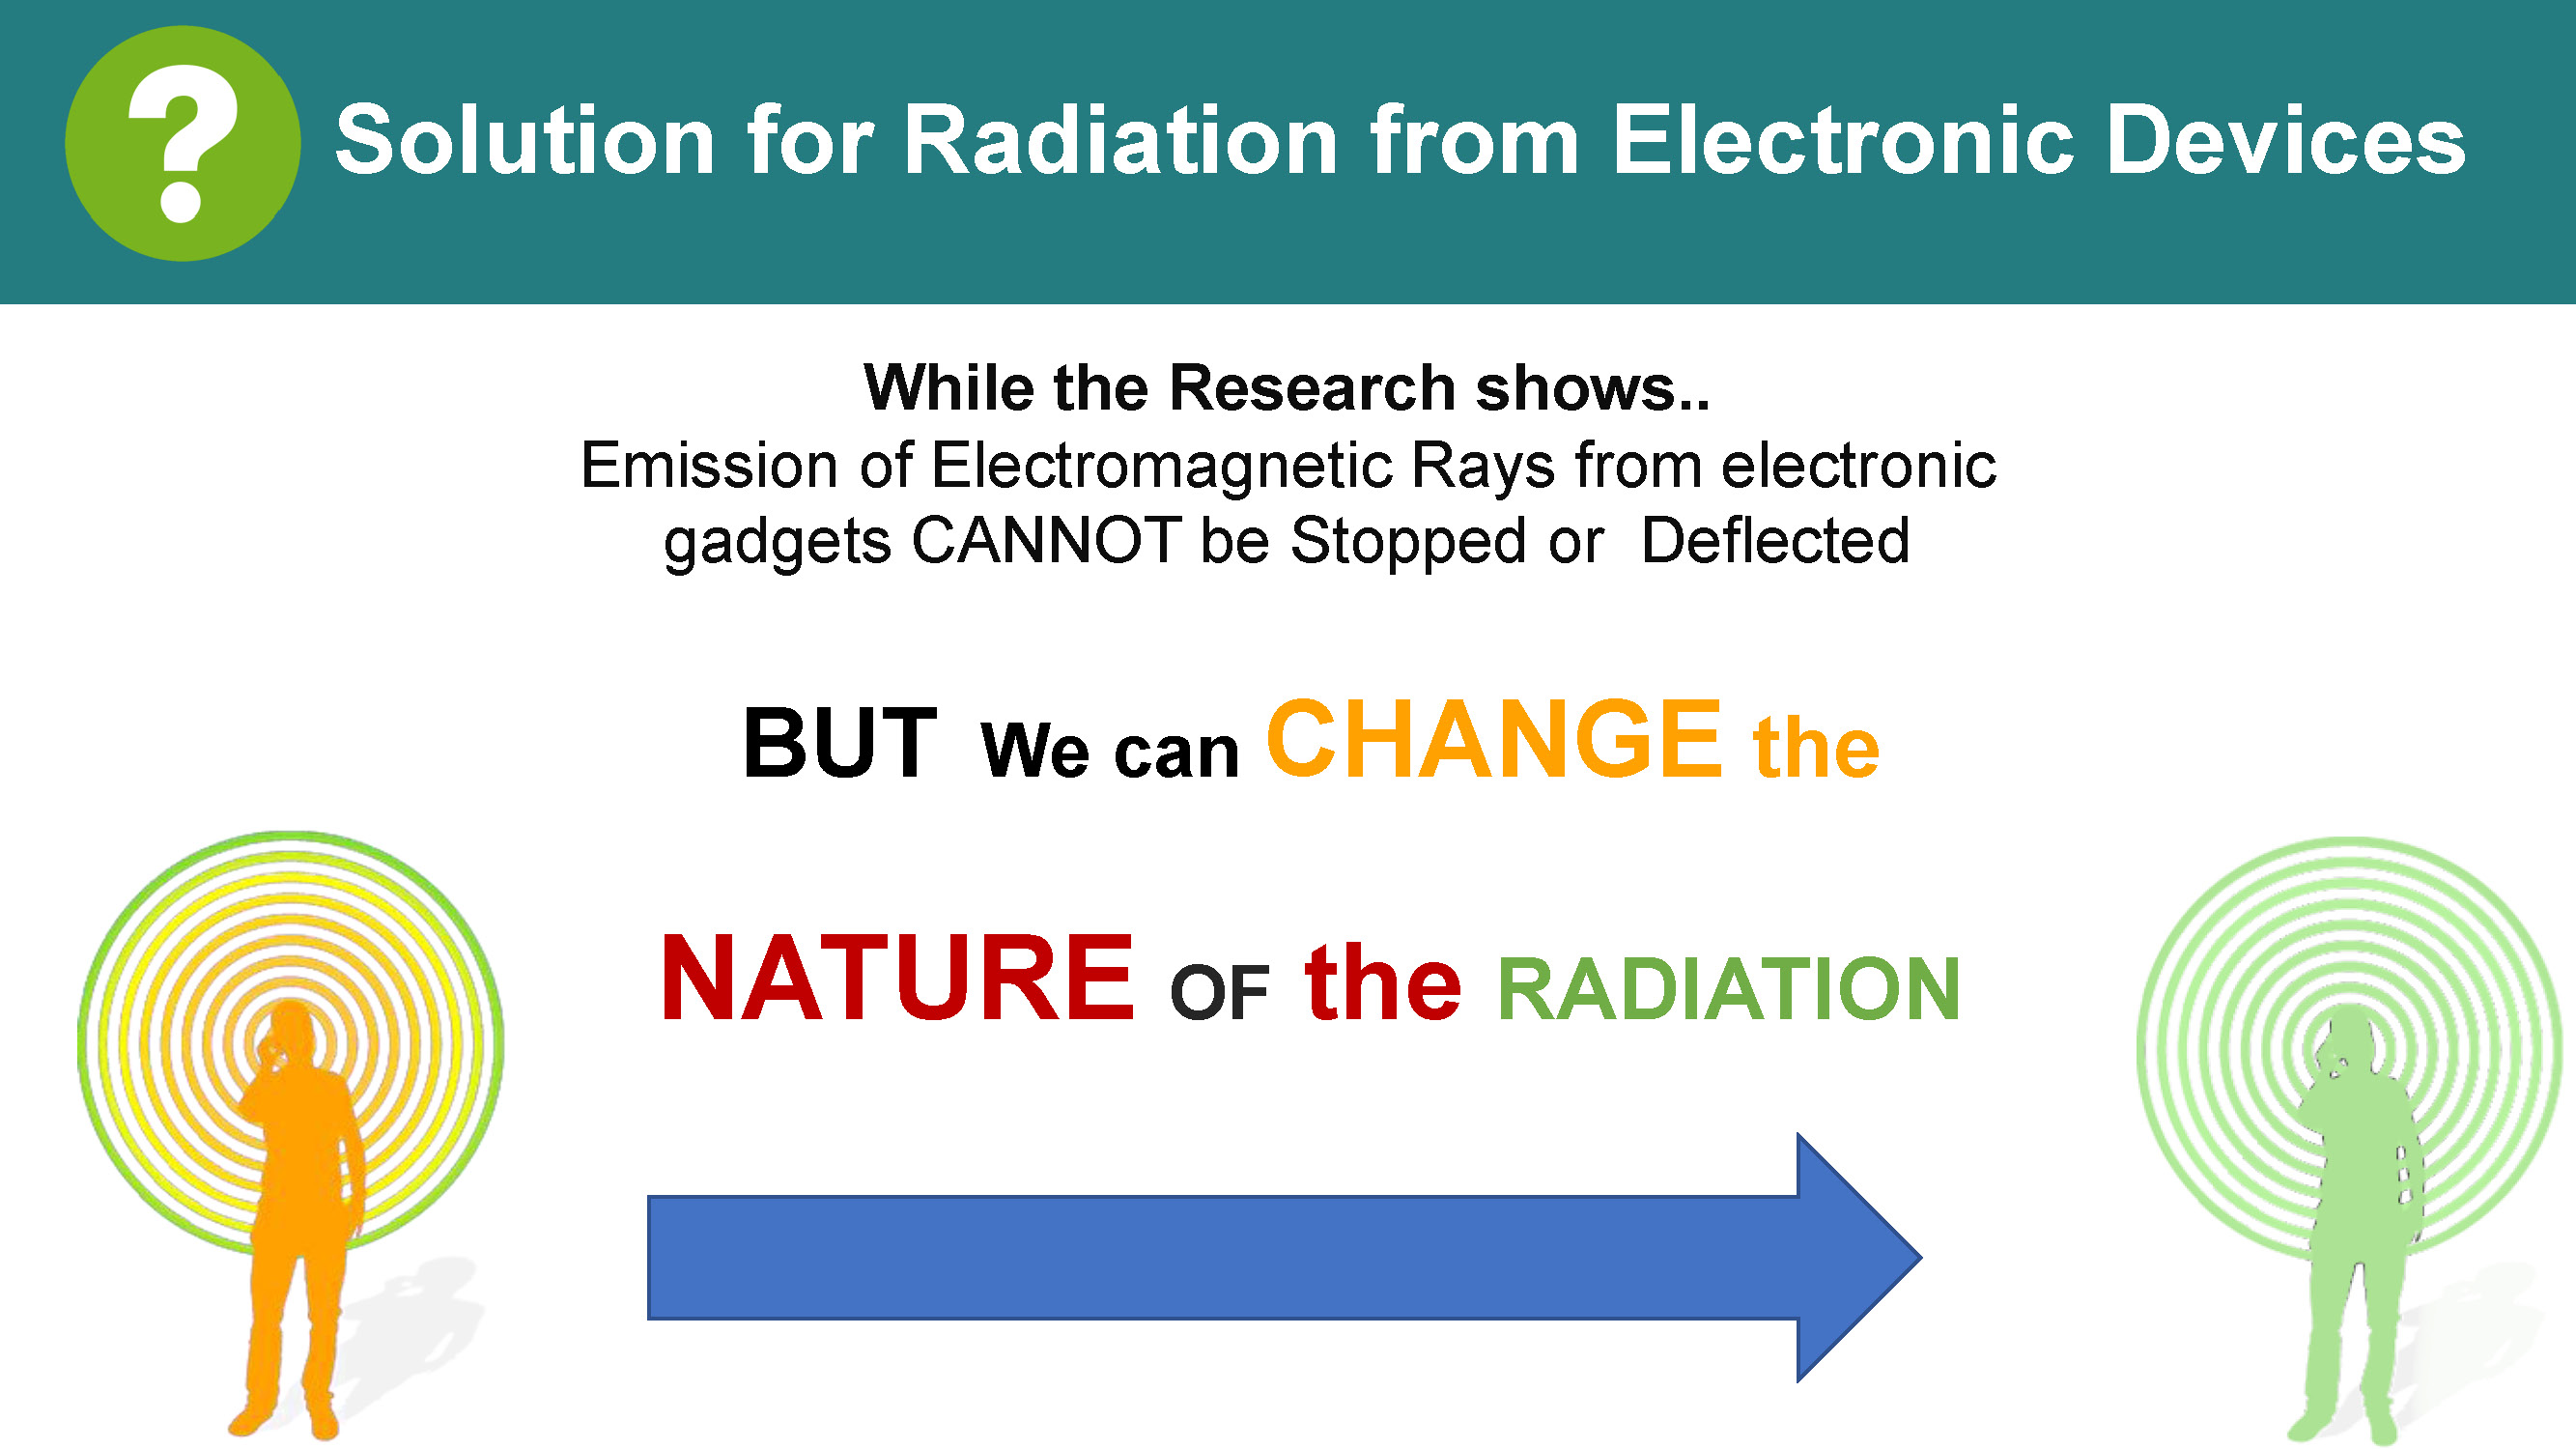 ? Solution for Radiation from Electronic Devices
While the Research shows..
Emission of Electromagnetic Rays from electronic
gadgets CANNOT be Stopped or Deflected
BUT We can CHANGE the
NATURE OF the RADIATION